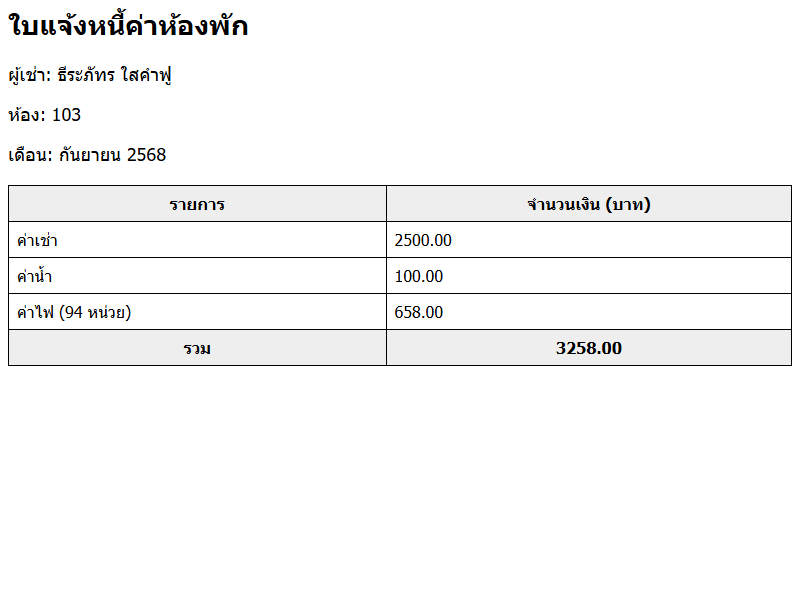 ใบแจ้งหนี้ค่าห้องพัก
ผู้เช่า: ธีระภัทร ใสคำฟู
ห้อง: 103
เดือน: กันยายน 2568
รายการ จำนวนเงิน (บาท)
ค่าเช่า 2500.00
ค่าน้ำ 100.00
ค่าไฟ (94 หน่วย) 658.00
รวม 3258.00